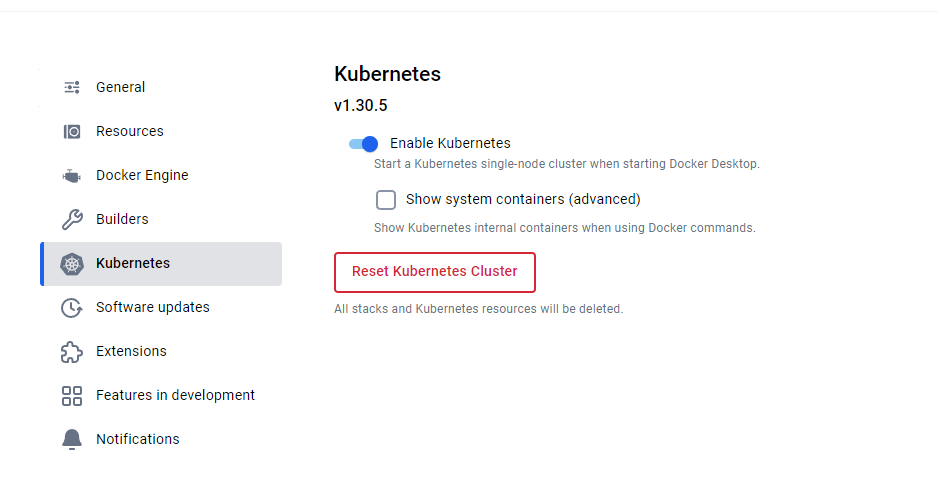 General
Resources
Docker Engine
Builders
Kubernetes
Software updates
Extensions
Features in development
Notifications
Kubernetes
v1.30.5
Enable Kubernetes
Start a Kubernetes single-node cluster when starting Docker Desktop.
Show system containers (advanced)
Show Kubernetes internal containers when using Docker commands.
Reset Kubernetes Cluster
All stacks and Kubernetes resources will be deleted.